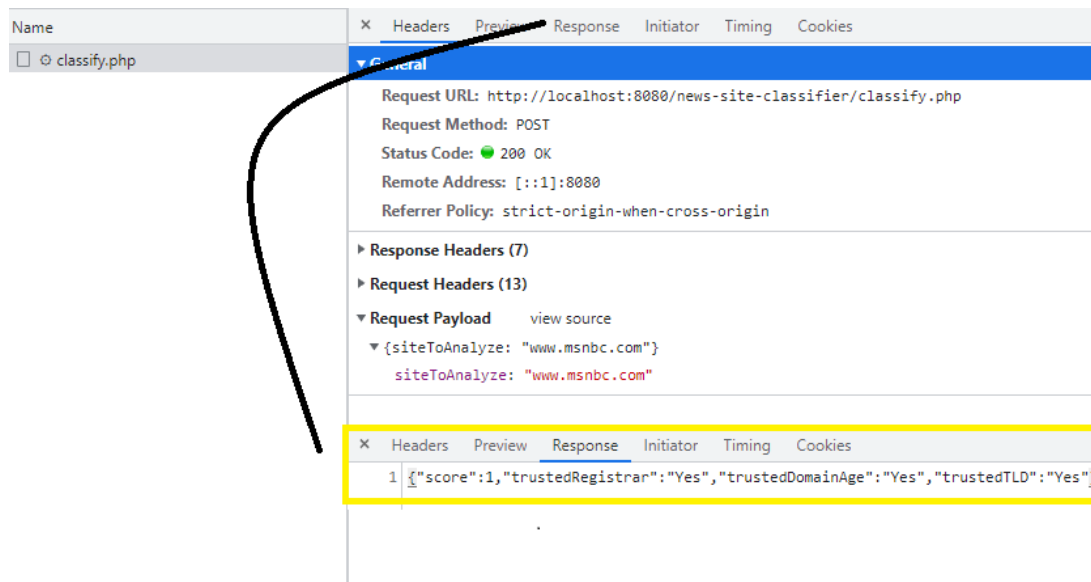 Name
× Headers Preview Response Initiator Timing Cookies
classify.php
▼General
Request URL: http://localhost:8080/news-site-classifier/classify.php
Request Method: POST
Status Code: 200 OK
Remote Address: [::1]:8080
Referrer Policy: strict-origin-when-cross-origin
▶Response Headers (7)
▶Request Headers (13)
▼Request Payload view source
▼{siteToAnalyze: "www.msnbc.com"}
siteToAnalyze: "www.msnbc.com"
× Headers Preview Response Initiator Timing Cookies
1 {"score":1,"trustedRegistrar":"Yes","trustedDomainAge":"Yes","trustedTLD":"Yes"}